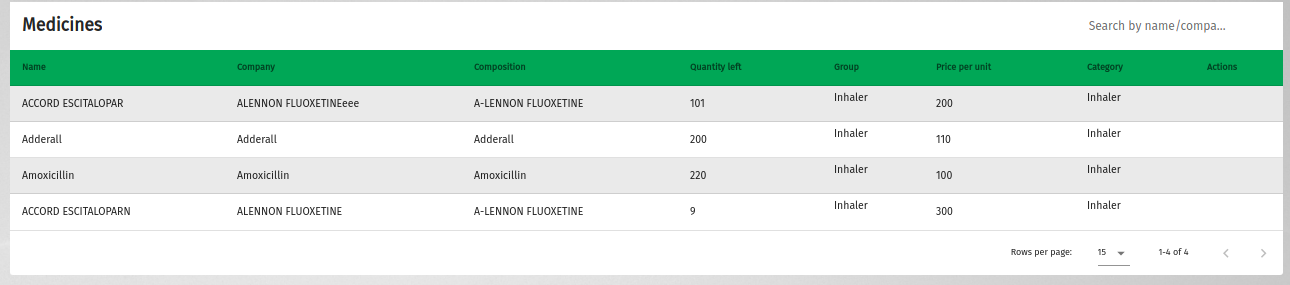 Medicines
Search by name/compa...
Name Company Composition Quantity left Group Price per unit Category Actions
ACCORD ESCITALOPAR ALENNON FLUOXETINEeee A-LENNON FLUOXETINE 101 Inhaler 200 Inhaler
Adderall Adderall Adderall 200 Inhaler 110 Inhaler
Amoxicillin Amoxicillin Amoxicillin 220 Inhaler 100 Inhaler
ACCORD ESCITALOPARN ALENNON FLUOXETINE A-LENNON FLUOXETINE 9 Inhaler 300 Inhaler
Rows per page: 15 1-4 of 4